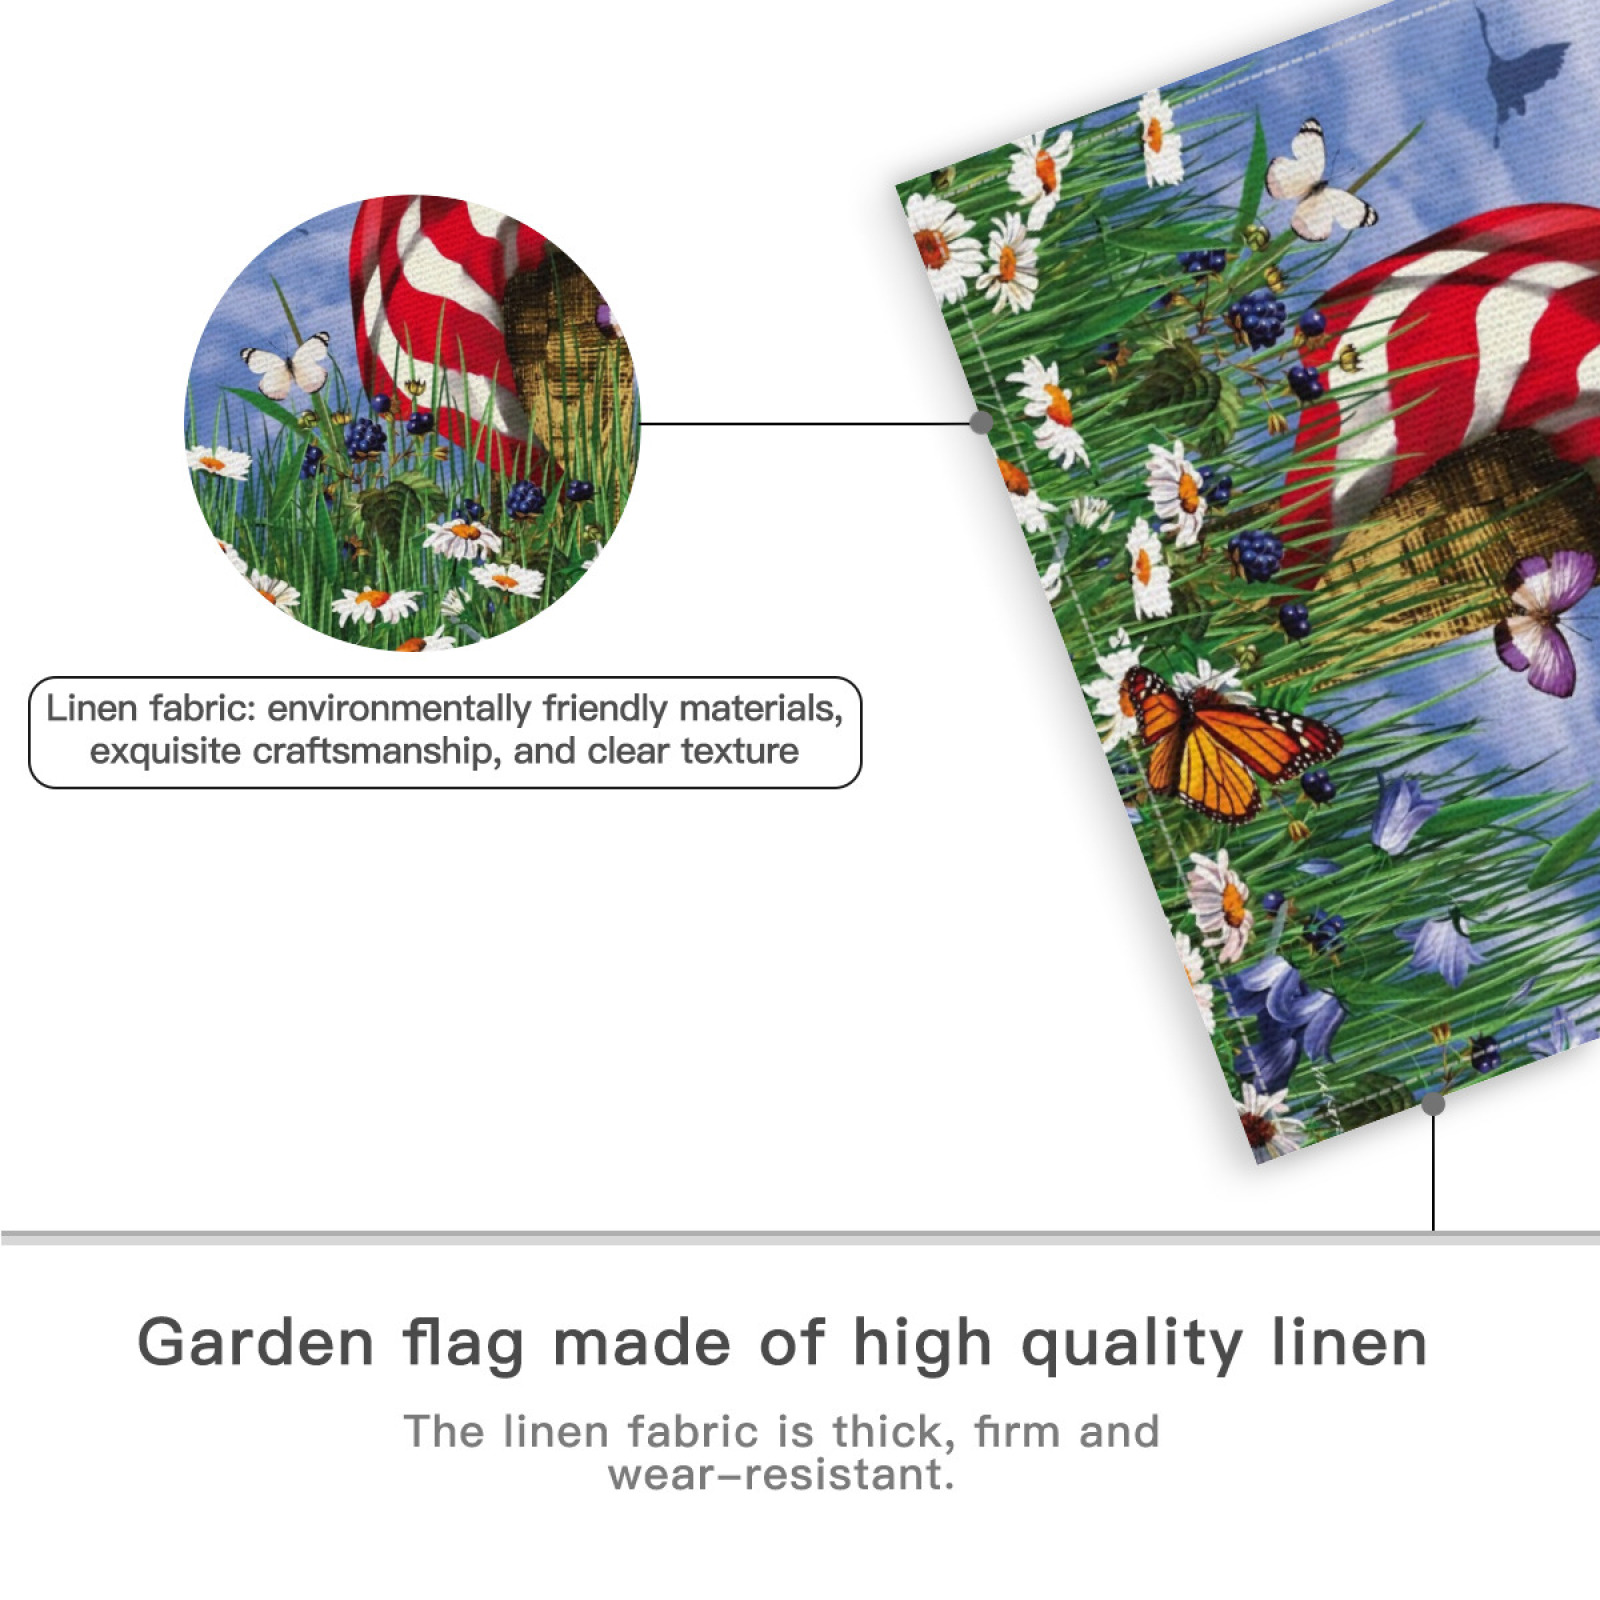 Linen fabric: environmentally friendly materials,
exquisite craftsmanship, and clear texture
Garden flag made of high quality linen
The linen fabric is thick, firm and
wear–resistant.